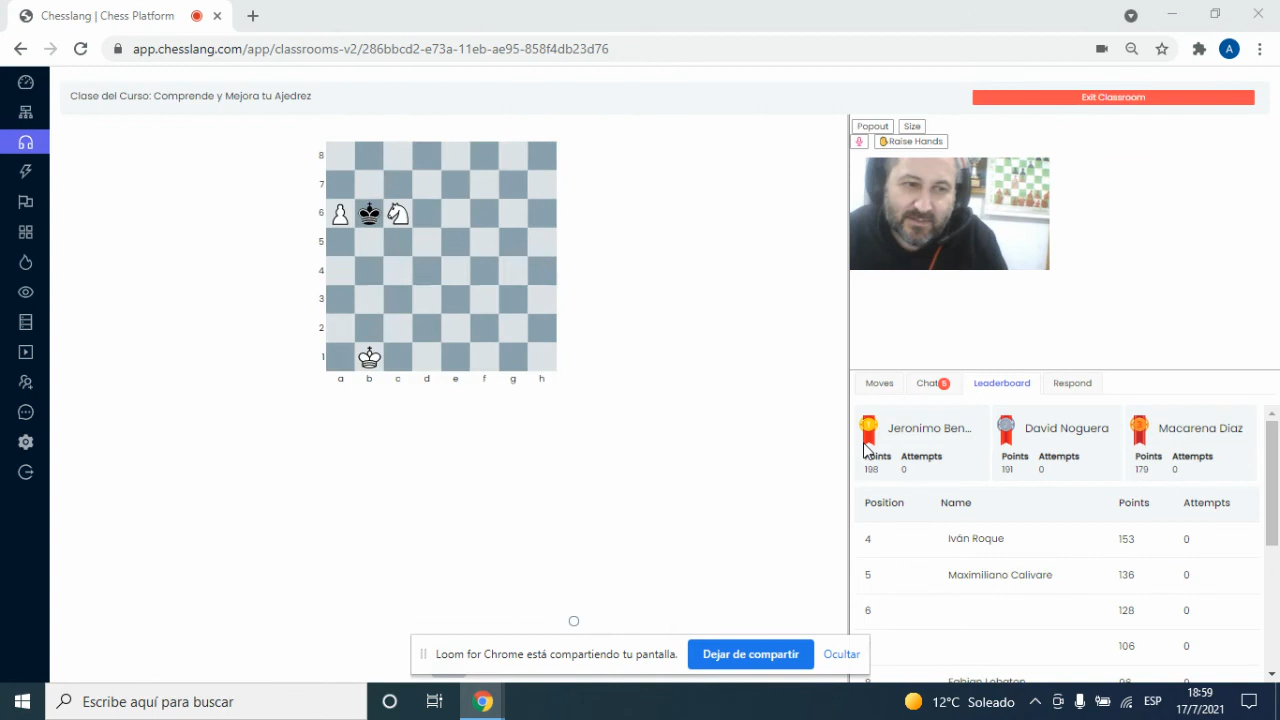 Chesslang | Chess Platform
app.chesslang.com/app/classrooms-v2/286bbcd2-e73a-11eb-ae95-858f4db23d76
A
Clase del Curso: Comprende y Mejora tu Ajedrez
Exit Classroom
Popout Size
Raise Hands
8
7
6
5
4
3
2
1
a b c d e f g h
Moves Chat 5 Leaderboard Respond
Jeronimo Ben... David Noguera Macarena Diaz
Points Attempts Points Attempts Points Attempts
198 0 191 0 179 0
Position Name Points Attempts
4 Iván Roque 153 0
5 Maximiliano Calivare 136 0
6 128 0
106 0
Fabian Lobaton
Loom for Chrome está compartiendo tu pantalla. Dejar de compartir Ocultar
Escribe aquí para buscar
12°C Soleado
ESP
18:59
17/7/2021